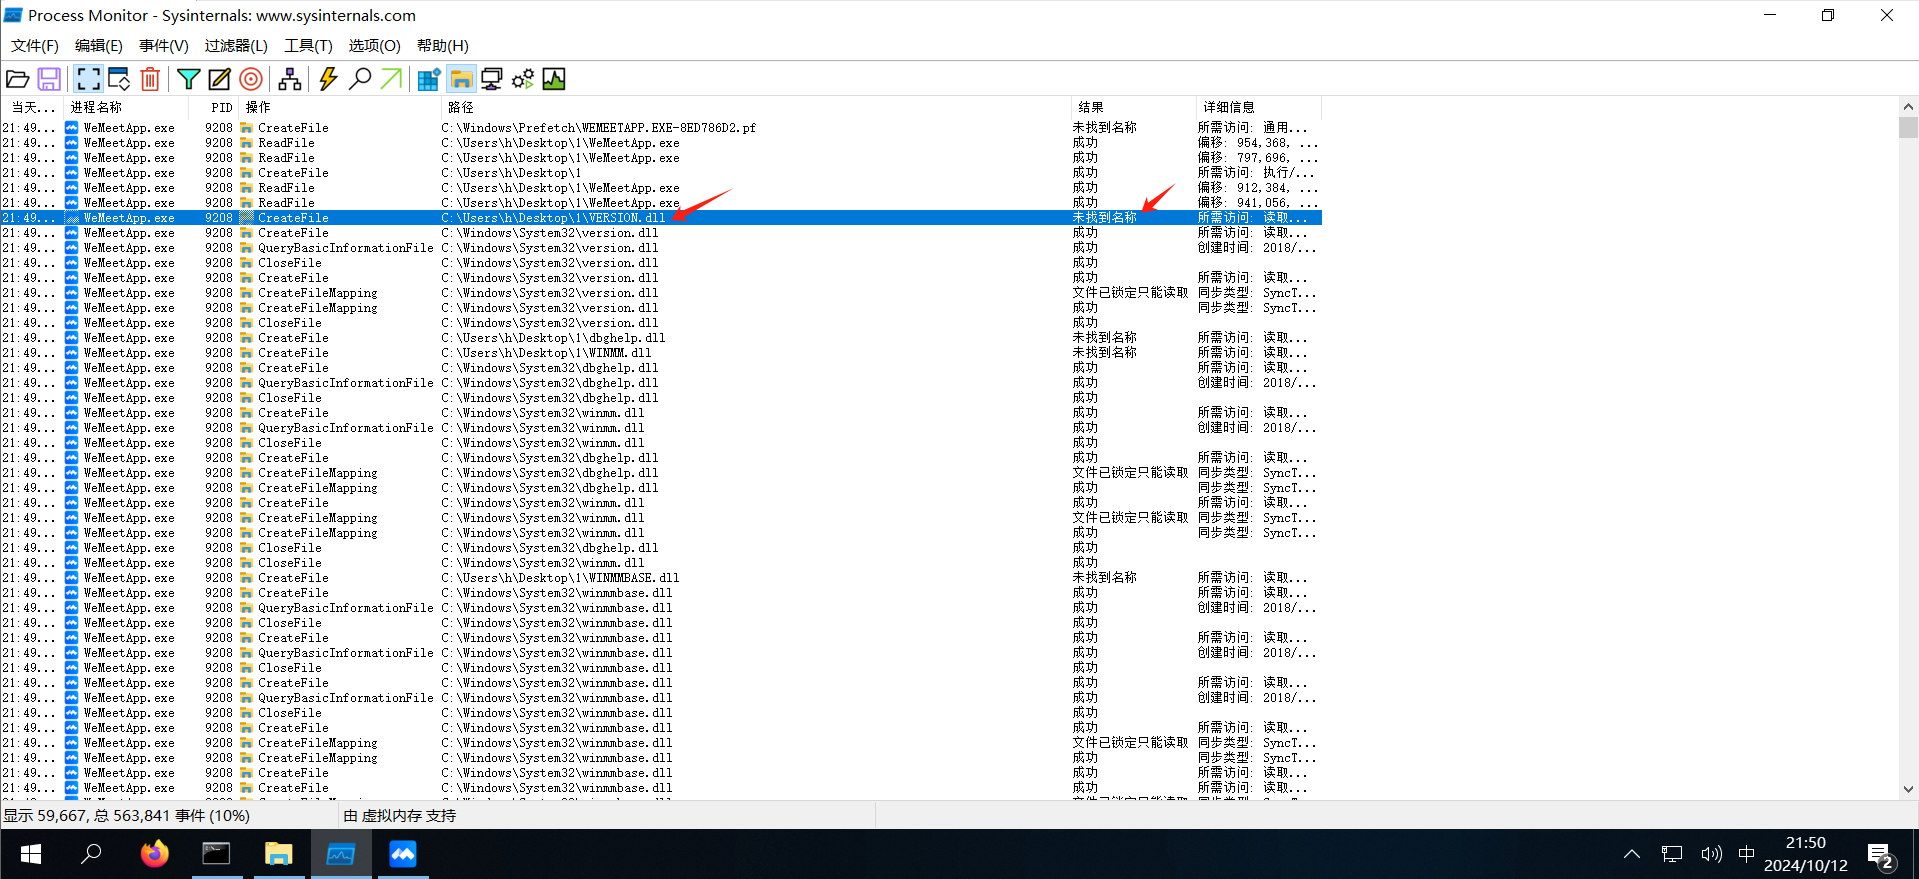 Process Monitor - Sysinternals: www.sysinternals.com
文件(F) 编辑(E) 事件(V) 过滤器(L) 工具(T) 选项(O) 帮助(H)
当天... 进程名称 PID 操作 路径 结果 详细信息
21:49... WeMeetApp.exe 9208 CreateFile C:\Windows\Prefetch\WEMEETAPP.EXE-8ED786D2.pf 未找到名称 所需访问: 通用...
21:49... WeMeetApp.exe 9208 ReadFile C:\Users\h\Desktop\1\WeMeetApp.exe 成功 偏移: 954,368, ...
21:49... WeMeetApp.exe 9208 ReadFile C:\Users\h\Desktop\1\WeMeetApp.exe 成功 偏移: 797,696, ...
21:49... WeMeetApp.exe 9208 CreateFile C:\Users\h\Desktop\1 成功 所需访问: 执行/...
21:49... WeMeetApp.exe 9208 ReadFile C:\Users\h\Desktop\1\WeMeetApp.exe 成功 偏移: 912,384, ...
21:49... WeMeetApp.exe 9208 ReadFile C:\Users\h\Desktop\1\WeMeetApp.exe 成功 偏移: 941,056, ...
21:49... WeMeetApp.exe 9208 CreateFile C:\Users\h\Desktop\1\VERSION.dll 未找到名称 所需访问: 读取...
21:49... WeMeetApp.exe 9208 CreateFile C:\Windows\System32\version.dll 成功 所需访问: 读取...
21:49... WeMeetApp.exe 9208 QueryBasicInformationFile C:\Windows\System32\version.dll 成功 创建时间: 2018/...
21:49... WeMeetApp.exe 9208 CloseFile C:\Windows\System32\version.dll 成功
21:49... WeMeetApp.exe 9208 CreateFile C:\Windows\System32\version.dll 成功 所需访问: 读取...
21:49... WeMeetApp.exe 9208 CreateFileMapping C:\Windows\System32\version.dll 文件已锁定只能读取 同步类型: SyncT...
21:49... WeMeetApp.exe 9208 CreateFileMapping C:\Windows\System32\version.dll 成功 同步类型: SyncT...
21:49... WeMeetApp.exe 9208 CloseFile C:\Windows\System32\version.dll 成功
21:49... WeMeetApp.exe 9208 CreateFile C:\Users\h\Desktop\1\dbghelp.dll 未找到名称 所需访问: 读取...
21:49... WeMeetApp.exe 9208 CreateFile C:\Users\h\Desktop\1\WINMM.dll 未找到名称 所需访问: 读取...
21:49... WeMeetApp.exe 9208 CreateFile C:\Windows\System32\dbghelp.dll 成功 所需访问: 读取...
21:49... WeMeetApp.exe 9208 QueryBasicInformationFile C:\Windows\System32\dbghelp.dll 成功 创建时间: 2018/...
21:49... WeMeetApp.exe 9208 CloseFile C:\Windows\System32\dbghelp.dll 成功
21:49... WeMeetApp.exe 9208 CreateFile C:\Windows\System32\winmm.dll 成功 所需访问: 读取...
21:49... WeMeetApp.exe 9208 QueryBasicInformationFile C:\Windows\System32\winmm.dll 成功 创建时间: 2018/...
21:49... WeMeetApp.exe 9208 CloseFile C:\Windows\System32\winmm.dll 成功
21:49... WeMeetApp.exe 9208 CreateFile C:\Windows\System32\dbghelp.dll 成功 所需访问: 读取...
21:49... WeMeetApp.exe 9208 CreateFileMapping C:\Windows\System32\dbghelp.dll 文件已锁定只能读取 同步类型: SyncT...
21:49... WeMeetApp.exe 9208 CreateFileMapping C:\Windows\System32\dbghelp.dll 成功 同步类型: SyncT...
21:49... WeMeetApp.exe 9208 CreateFile C:\Windows\System32\winmm.dll 成功 所需访问: 读取...
21:49... WeMeetApp.exe 9208 CreateFileMapping C:\Windows\System32\winmm.dll 文件已锁定只能读取 同步类型: SyncT...
21:49... WeMeetApp.exe 9208 CreateFileMapping C:\Windows\System32\winmm.dll 成功 同步类型: SyncT...
21:49... WeMeetApp.exe 9208 CloseFile C:\Windows\System32\dbghelp.dll 成功
21:49... WeMeetApp.exe 9208 CloseFile C:\Windows\System32\winmm.dll 成功
21:49... WeMeetApp.exe 9208 CreateFile C:\Users\h\Desktop\1\WINMMBASE.dll 未找到名称 所需访问: 读取...
21:49... WeMeetApp.exe 9208 CreateFile C:\Windows\System32\winmmbase.dll 成功 所需访问: 读取...
21:49... WeMeetApp.exe 9208 QueryBasicInformationFile C:\Windows\System32\winmmbase.dll 成功 创建时间: 2018/...
21:49... WeMeetApp.exe 9208 CloseFile C:\Windows\System32\winmmbase.dll 成功
21:49... WeMeetApp.exe 9208 CreateFile C:\Windows\System32\winmmbase.dll 成功 所需访问: 读取...
21:49... WeMeetApp.exe 9208 QueryBasicInformationFile C:\Windows\System32\winmmbase.dll 成功 创建时间: 2018/...
21:49... WeMeetApp.exe 9208 CloseFile C:\Windows\System32\winmmbase.dll 成功
21:49... WeMeetApp.exe 9208 CreateFile C:\Windows\System32\winmmbase.dll 成功 所需访问: 读取...
21:49... WeMeetApp.exe 9208 QueryBasicInformationFile C:\Windows\System32\winmmbase.dll 成功 创建时间: 2018/...
21:49... WeMeetApp.exe 9208 CloseFile C:\Windows\System32\winmmbase.dll 成功
21:49... WeMeetApp.exe 9208 CreateFile C:\Windows\System32\winmmbase.dll 成功 所需访问: 读取...
21:49... WeMeetApp.exe 9208 CreateFileMapping C:\Windows\System32\winmmbase.dll 文件已锁定只能读取 同步类型: SyncT...
21:49... WeMeetApp.exe 9208 CreateFileMapping C:\Windows\System32\winmmbase.dll 成功 同步类型: SyncT...
21:49... WeMeetApp.exe 9208 CreateFile C:\Windows\System32\winmmbase.dll 成功 所需访问: 读取...
21:49... WeMeetApp.exe 9208 CreateFile C:\Windows\System32\winmmbase.dll 成功 所需访问: 读取...
显示 59,667, 总 563,841 事件 (10%) 由 虚拟内存 支持
中 21:50
2024/10/12 2